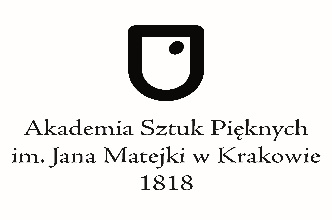 Akademia Sztuk Pięknych
im. Jana Matejki w Krakowie
1818